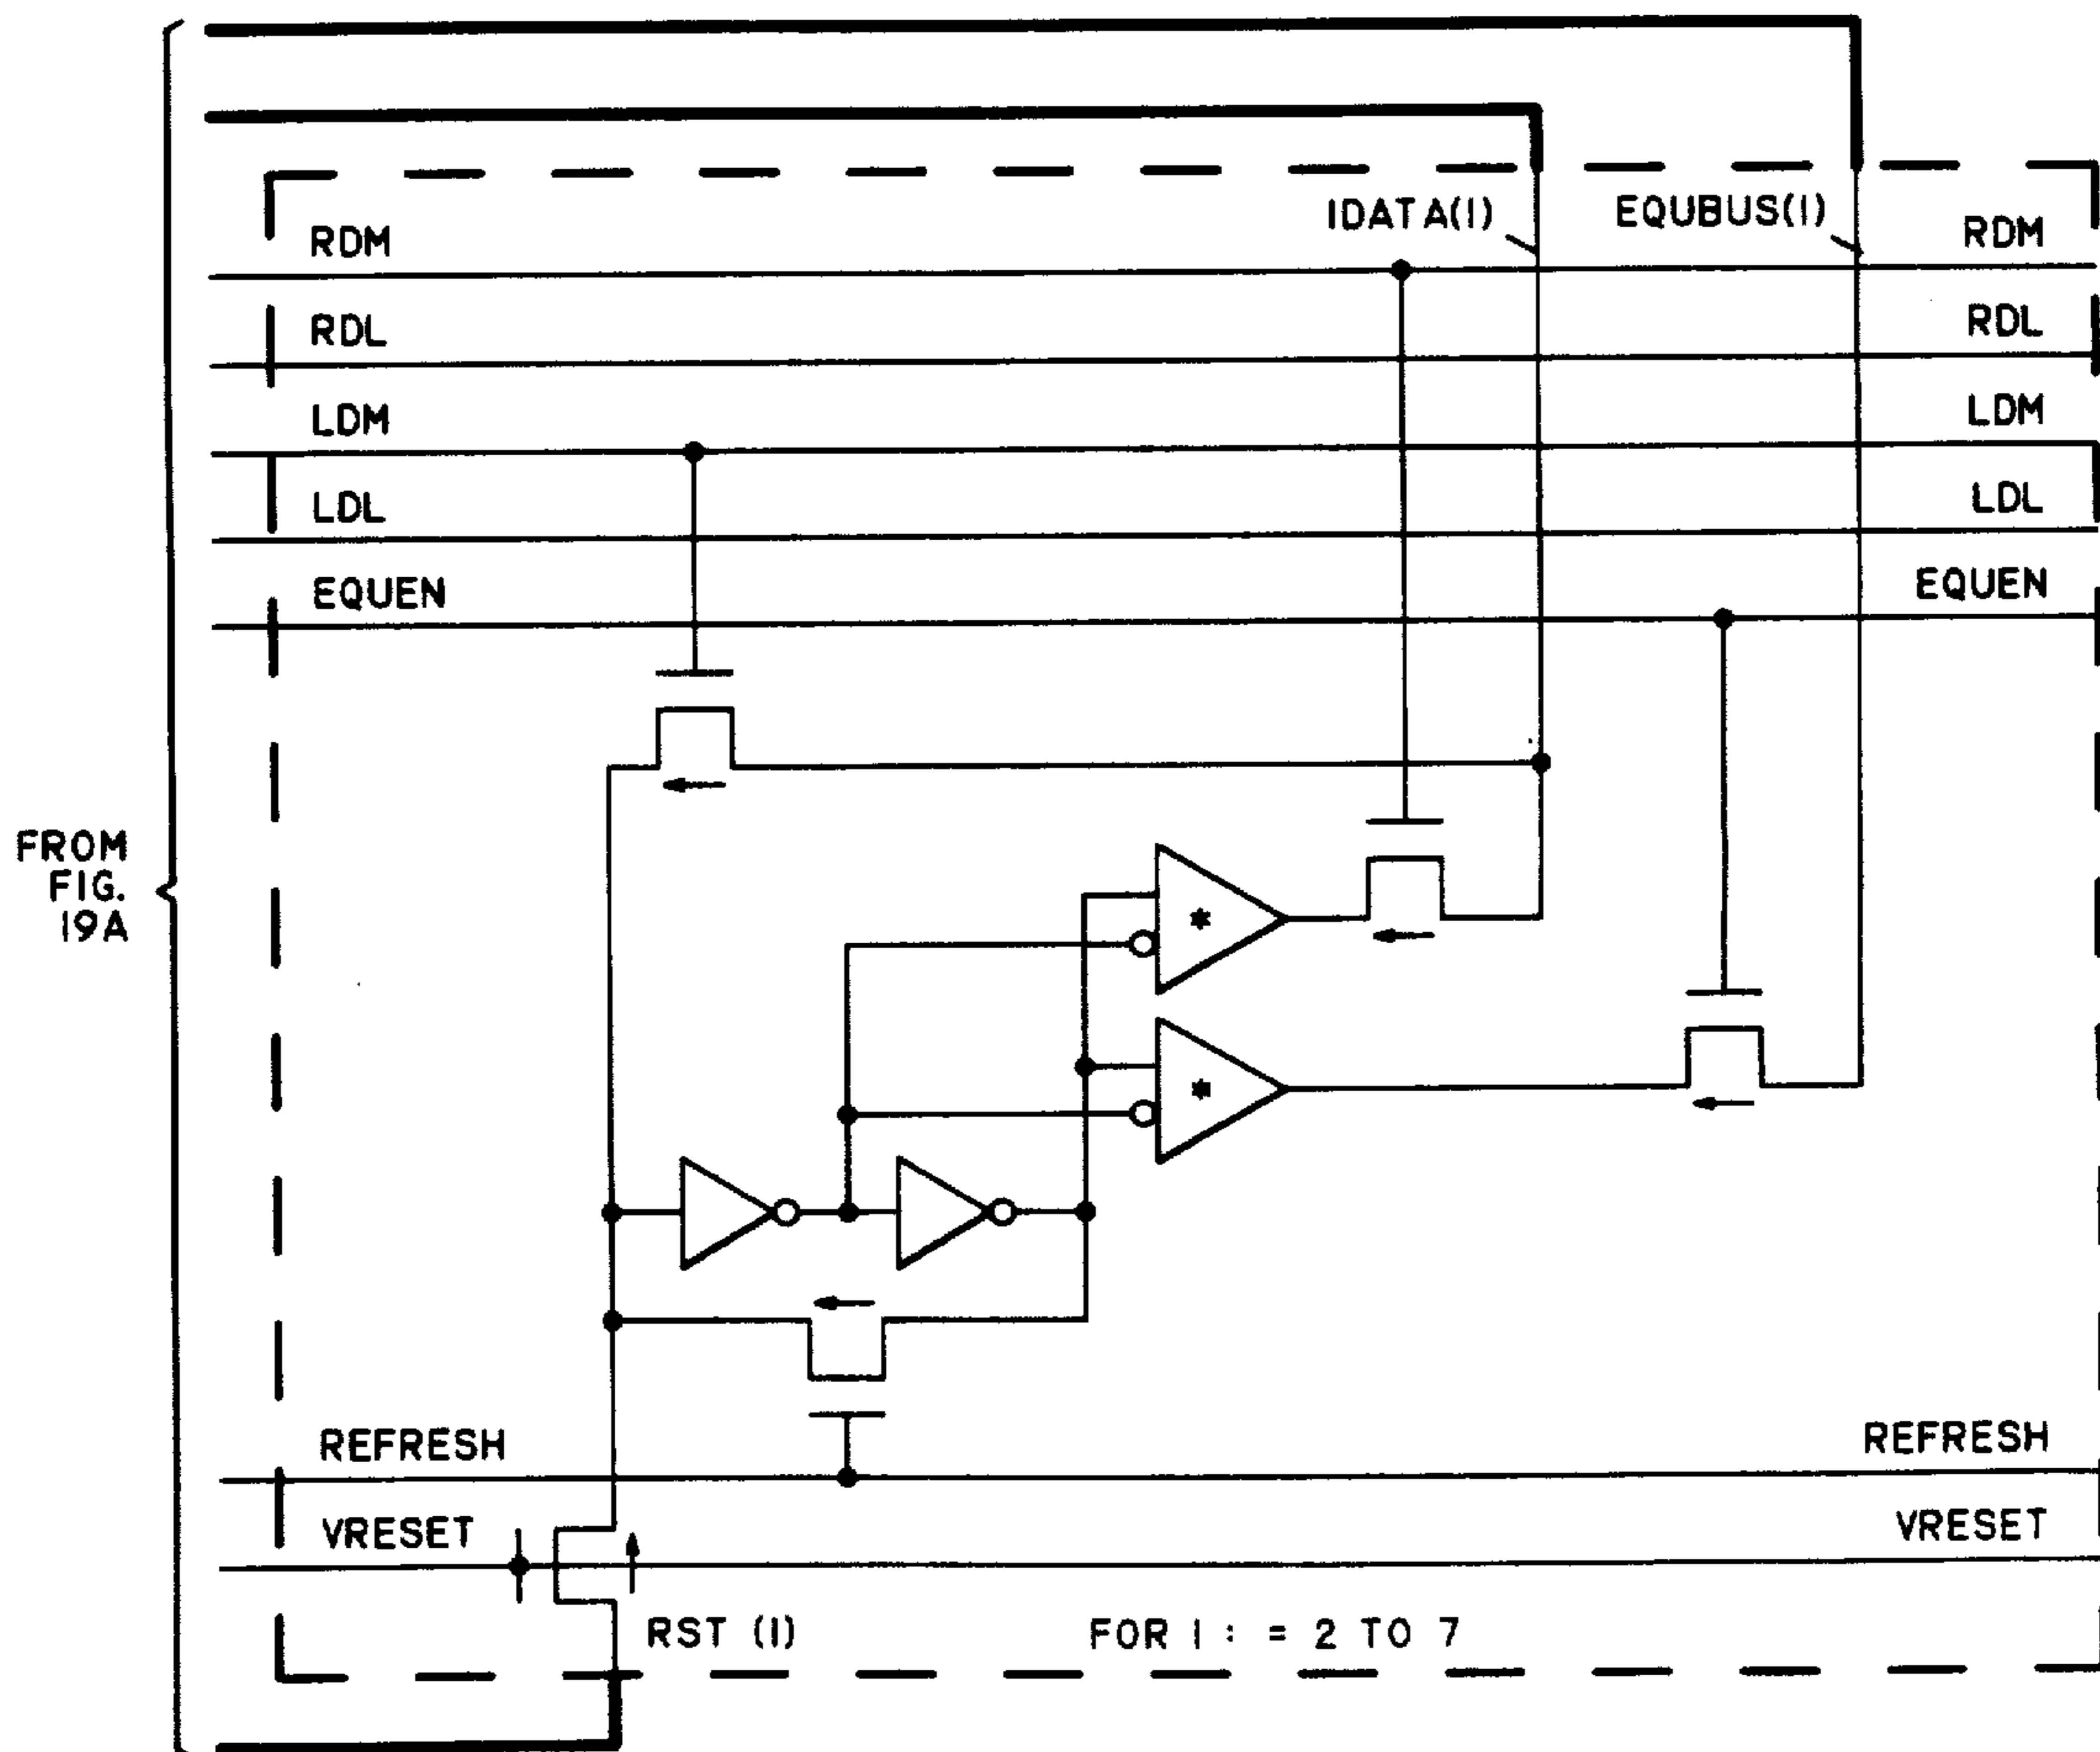 IDATA(I) EQUBUS(I)
RDM RDM
RDL RDL
LDM LDM
LDL LDL
EQUEN EQUEN
FROM
FIG.
19A
*
*
REFRESH REFRESH
VRESET VRESET
RST (I) FOR I : = 2 TO 7